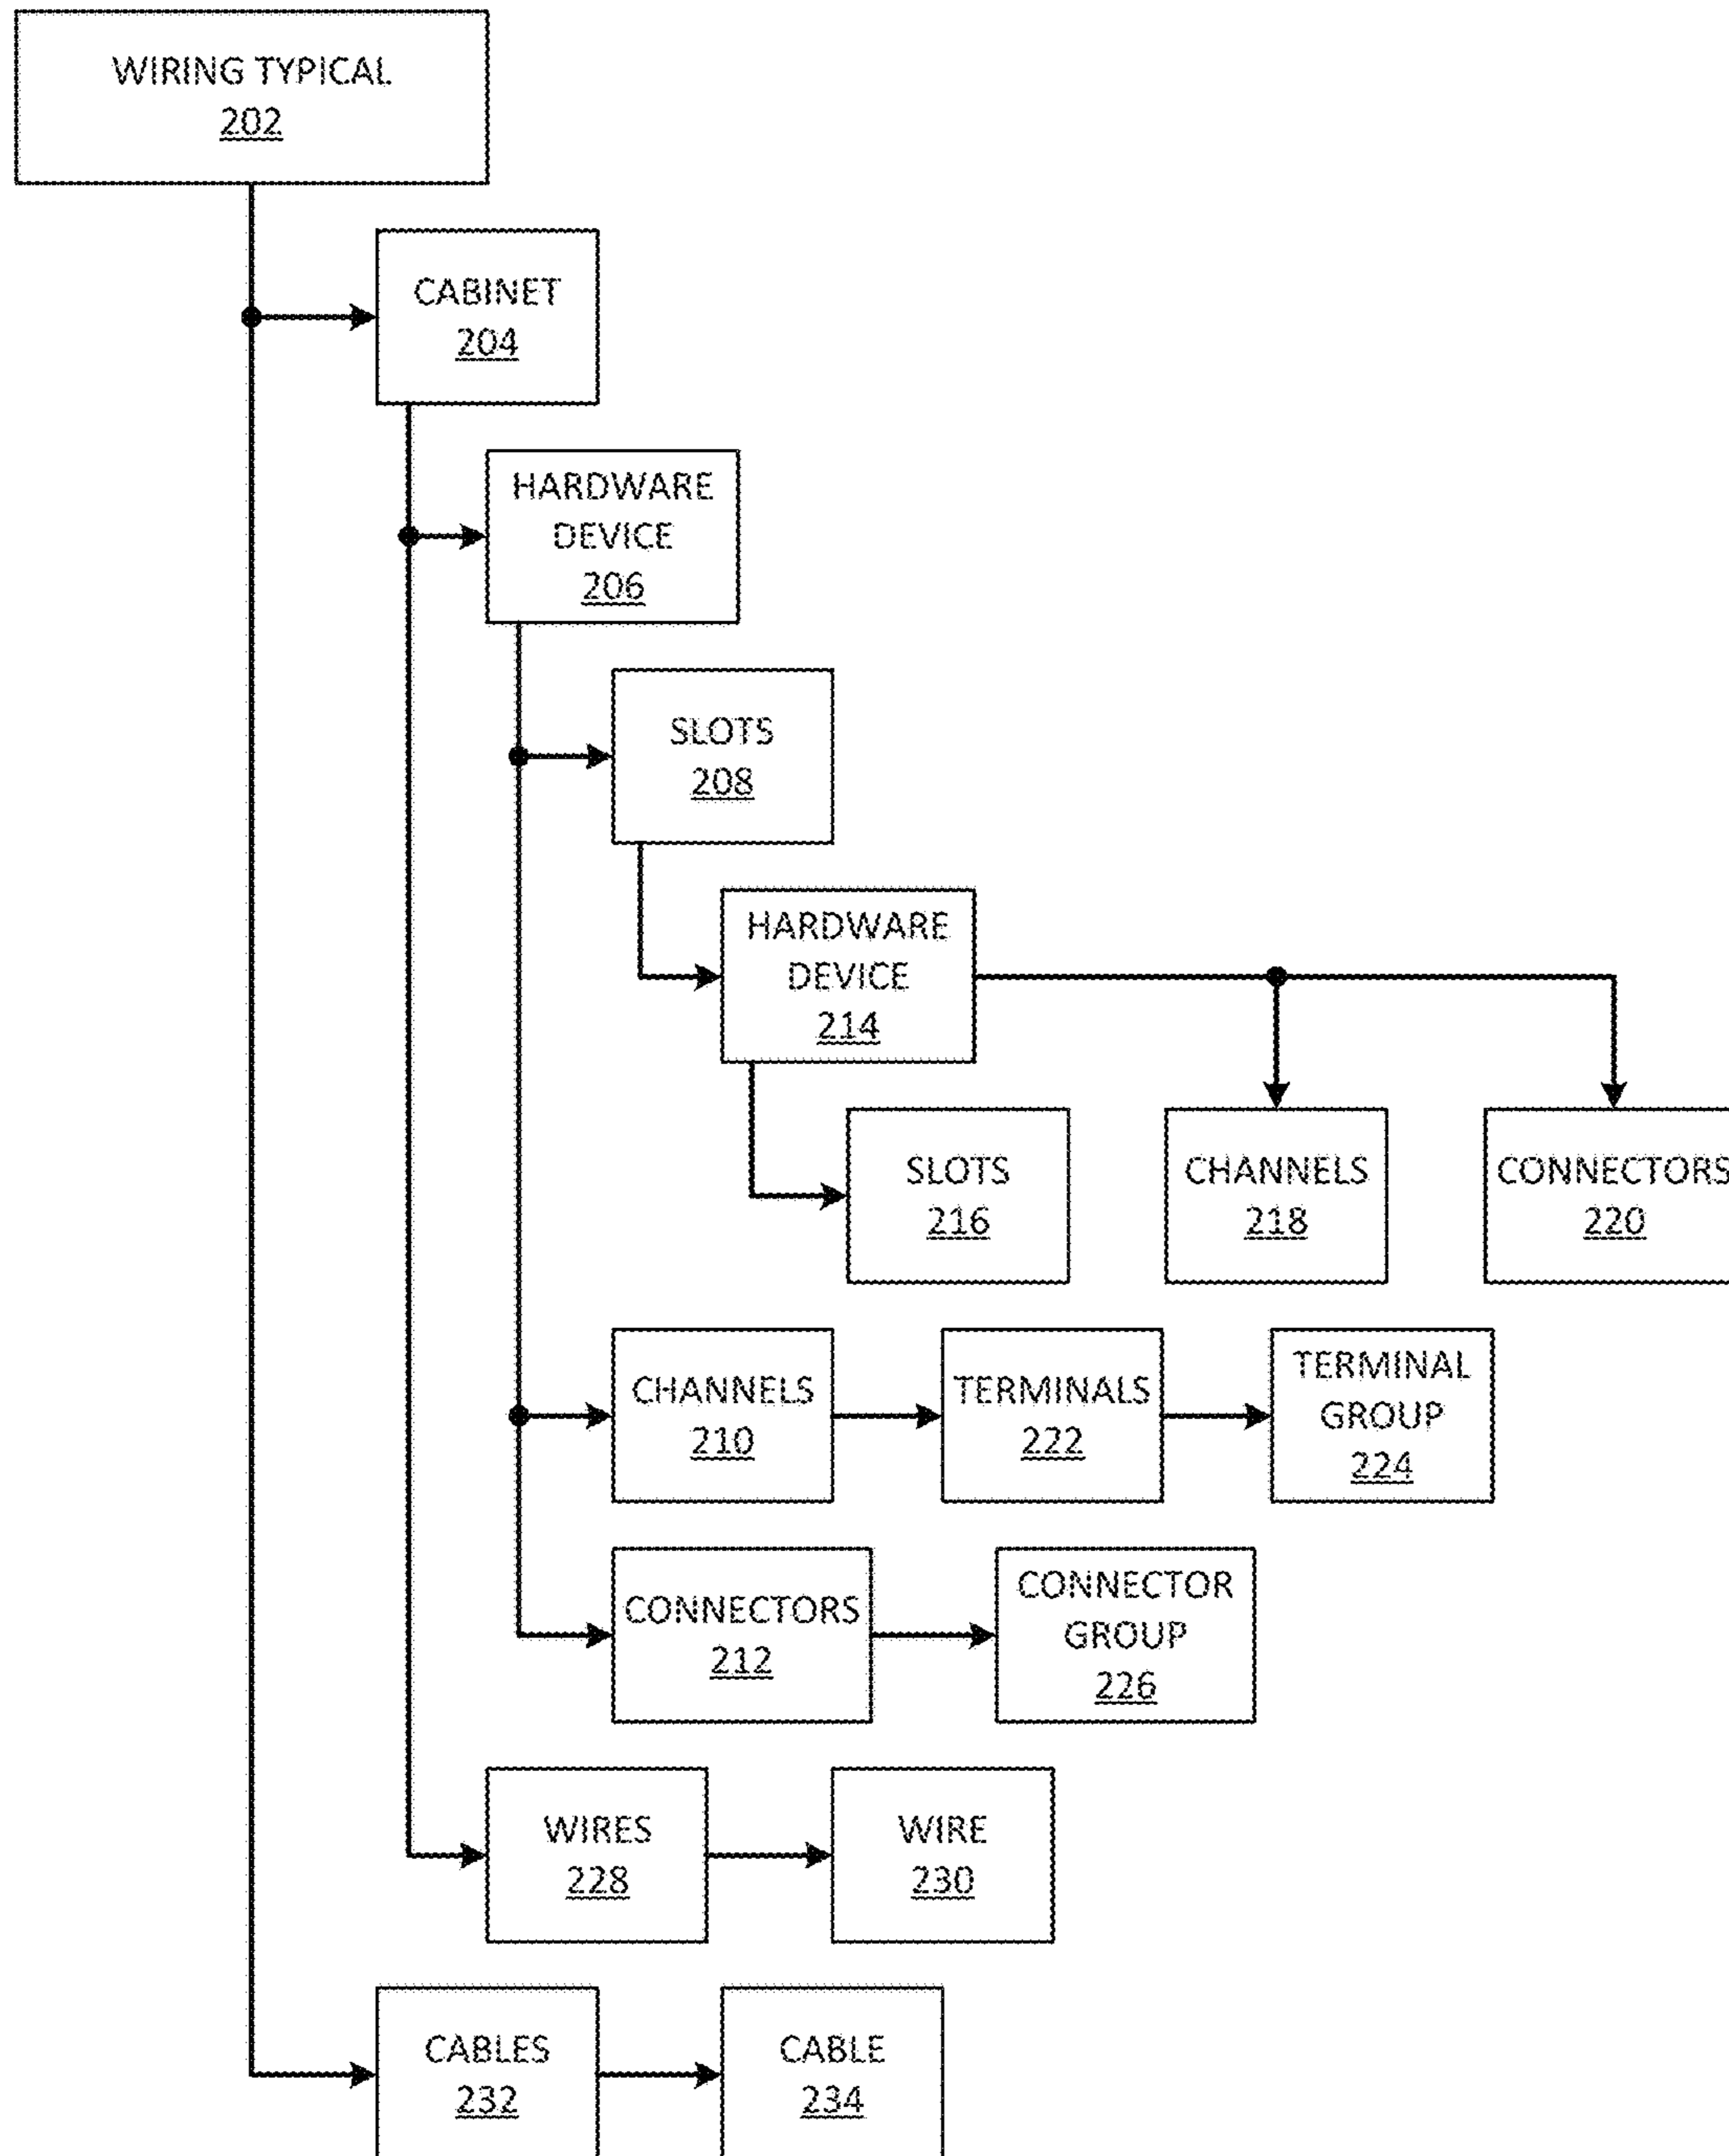 WIRING TYPICAL
202
CABINET
204
HARDWARE
DEVICE
206
SLOTS
208
HARDWARE
DEVICE
214
SLOTS
216
CHANNELS
218
CONNECTORS
220
CHANNELS
210
TERMINALS
222
TERMINAL
GROUP
224
CONNECTORS
212
CONNECTOR
GROUP
226
WIRES
228
WIRE
230
CABLES
232
CABLE
234